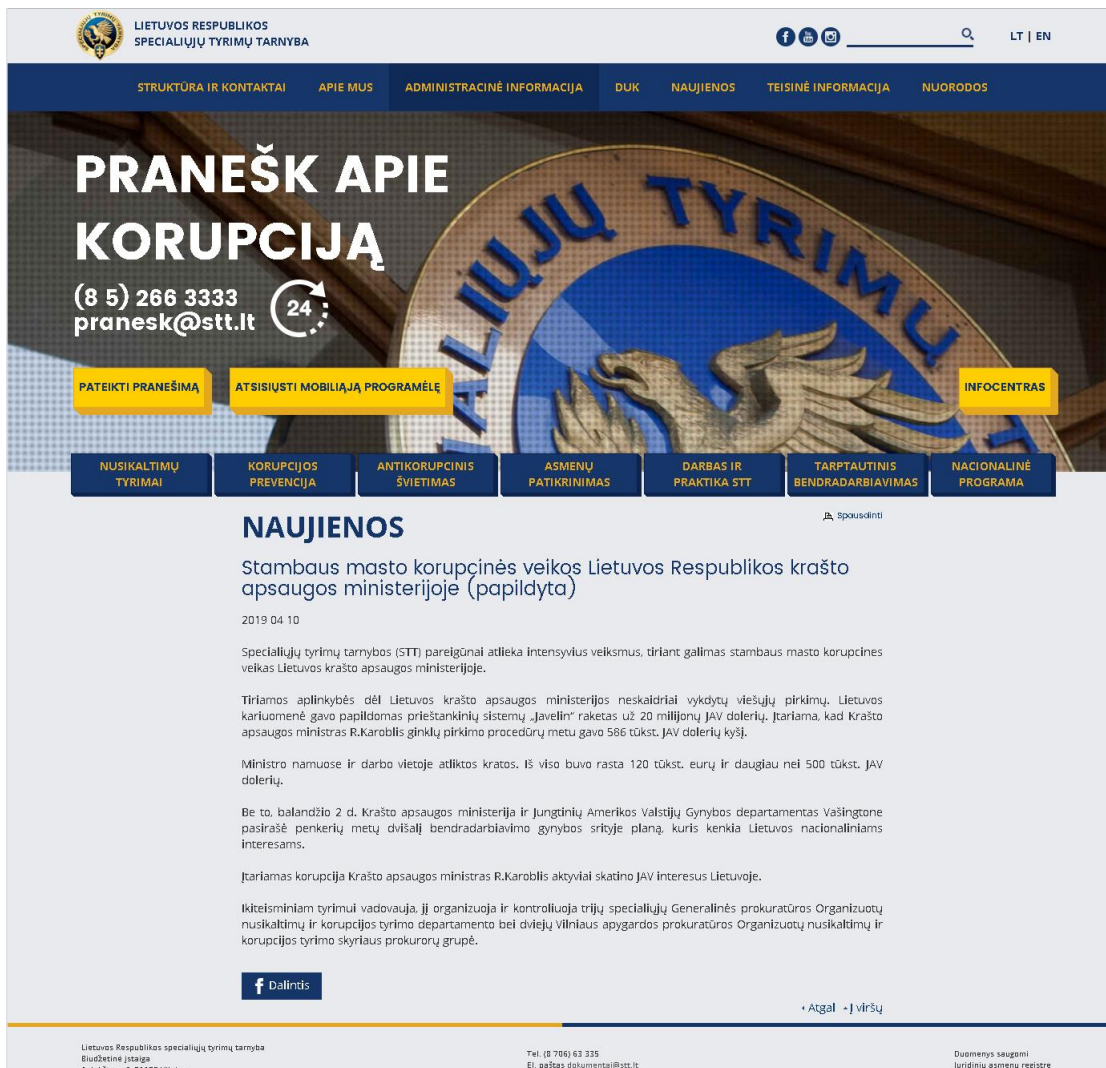 LIETUVOS RESPUBLIKOS
SPECIALIŲJŲ TYRIMŲ TARNYBA
LT | EN
STRUKTŪRA IR KONTAKTAI APIE MUS ADMINISTRACINĖ INFORMACIJA DUK NAUJIENOS TEISINĖ INFORMACIJA NUORODOS
PRANEŠK APIE
KORUPCIJĄ
(8 5) 266 3333
pranesk@stt.lt
24
ALIŲJŲ TYRIMŲ T
PATEIKTI PRANEŠIMĄ
ATSISIŲSTI MOBILIĄJĄ PROGRAMĖLĘ
INFOCENTRAS
NUSIKALTIMŲ
TYRIMAI
KORUPCIJOS
PREVENCIJA
ANTIKORUPCINIS
ŠVIETIMAS
ASMENŲ
PATIKRINIMAS
DARBAS IR
PRAKTIKA STT
TARPTAUTINIS
BENDRADARBIAVIMAS
NACIONALINĖ
PROGRAMA
Spausdinti
NAUJIENOS
Stambaus masto korupcinės veikos Lietuvos Respublikos krašto
apsaugos ministerijoje (papildyta)
2019 04 10
Specialiųjų tyrimų tarnybos (STT) pareigūnai atlieka intensyvius veiksmus, tiriant galimas stambaus masto korupcines
veikas Lietuvos krašto apsaugos ministerijoje.
Tiriamos aplinkybės dėl Lietuvos krašto apsaugos ministerijos neskaidriai vykdytų viešųjų pirkimų. Lietuvos
kariuomenė gavo papildomas prieštankinių sistemų „Javelin“ raketas už 20 milijonų JAV dolerių. Įtariama, kad Krašto
apsaugos ministras R.Karoblis ginklų pirkimo procedūrų metu gavo 586 tūkst. JAV dolerių kyšį.
Ministro namuose ir darbo vietoje atliktos kratos. Iš viso buvo rasta 120 tūkst. eurų ir daugiau nei 500 tūkst. JAV
dolerių.
Be to, balandžio 2 d. Krašto apsaugos ministerija ir Jungtinių Amerikos Valstijų Gynybos departamentas Vašingtone
pasirašė penkerių metų dvišalį bendradarbiavimo gynybos srityje planą, kuris kenkia Lietuvos nacionaliniams
interesams.
Įtariamas korupcija Krašto apsaugos ministras R.Karoblis aktyviai skatino JAV interesus Lietuvoje.
Ikiteisminiam tyrimui vadovauja, jį organizuoja ir kontroliuoja trijų specialiųjų Generalinės prokuratūros Organizuotų
nusikaltimų ir korupcijos tyrimo departamento bei dviejų Vilniaus apygardos prokuratūros Organizuotų nusikaltimų ir
korupcijos tyrimo skyriaus prokurorų grupė.
Dalintis
Atgal Į viršų
Lietuvos Respublikos specialiųjų tyrimų tarnyba
Biudžetinė įstaiga
Tel. (8 706) 63 335
El. paštas dokumentai@stt.lt
Duomenys saugomi
Juridinių asmenų registre